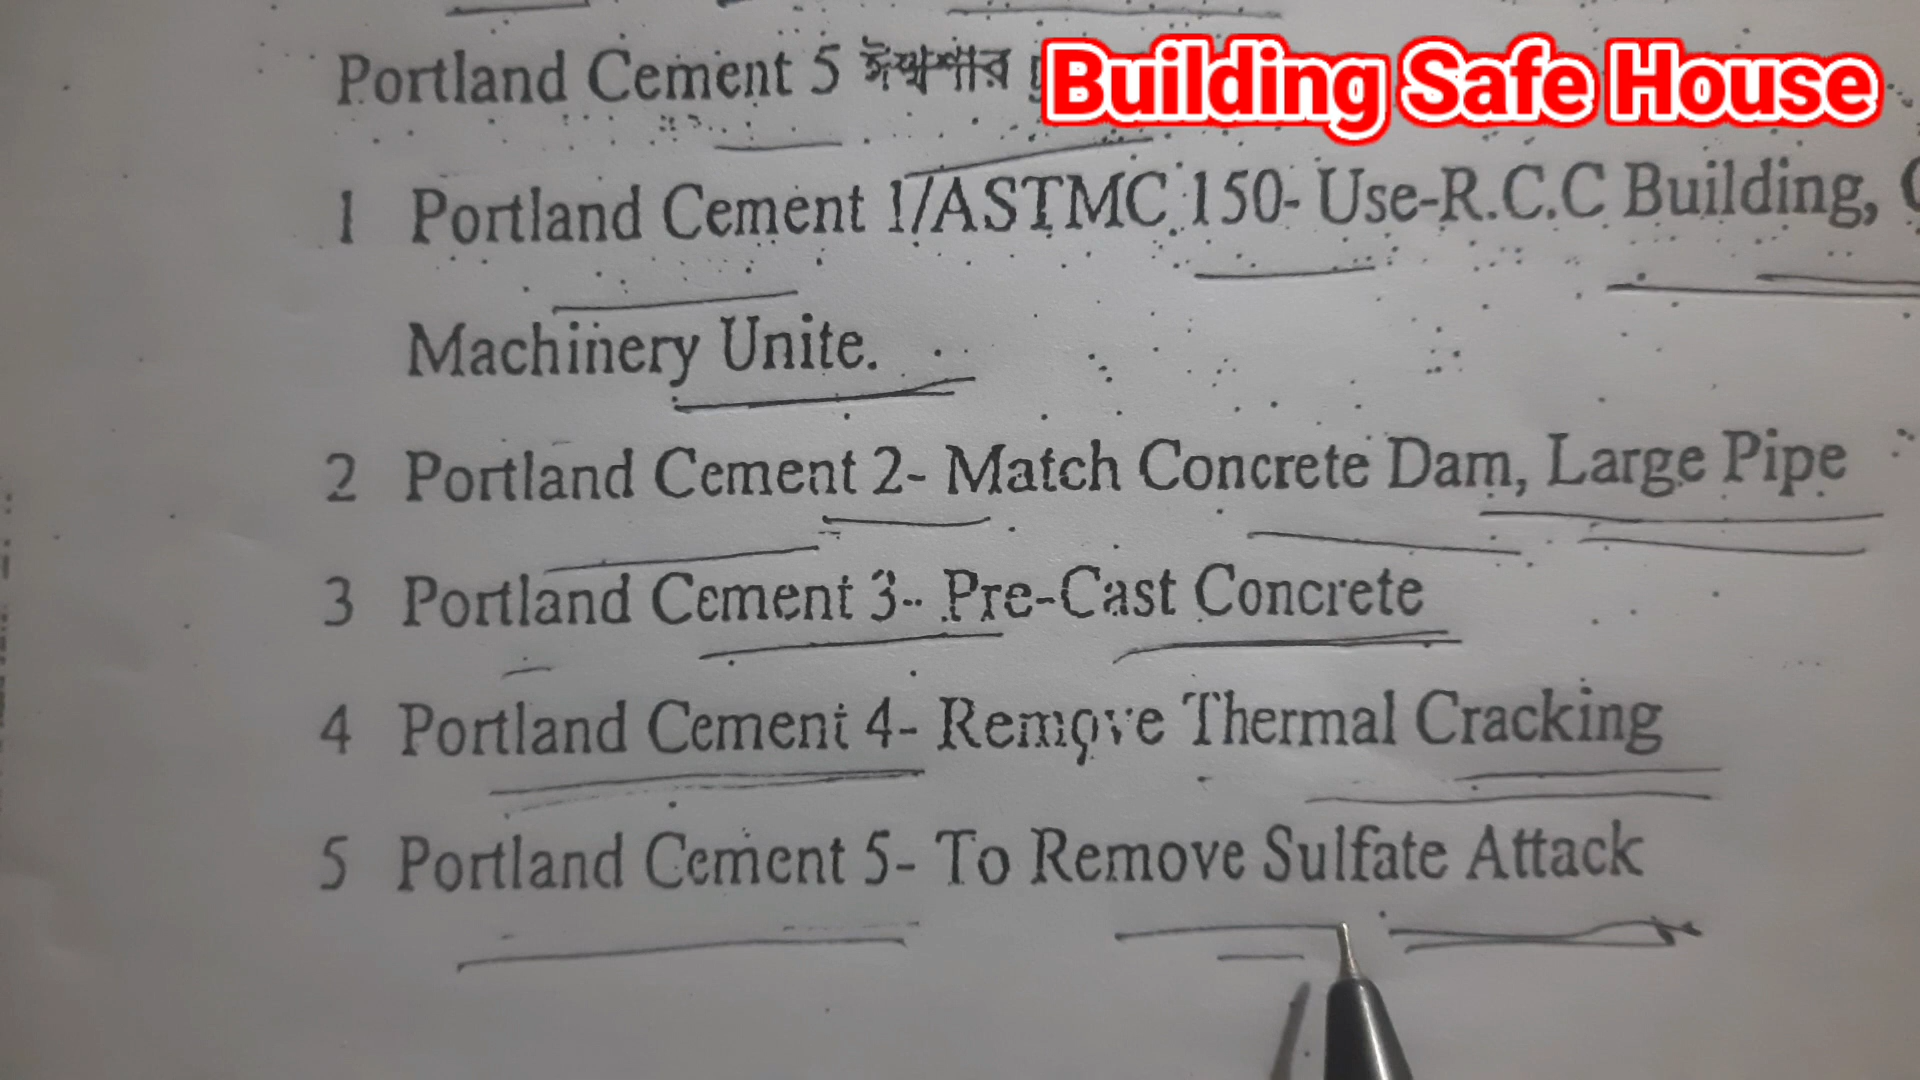 Portland Cement 5
Building Safe House
1 Portland Cement 1/ASTMC 150- Use-R.C.C Building,
Machinery Unite.
2 Portland Cement 2- Match Concrete Dam, Large Pipe
3 Portland Cement 3- Pre-Cast Concrete
4 Portland Cement 4- Remove Thermal Cracking
5 Portland Cement 5- To Remove Sulfate Attack